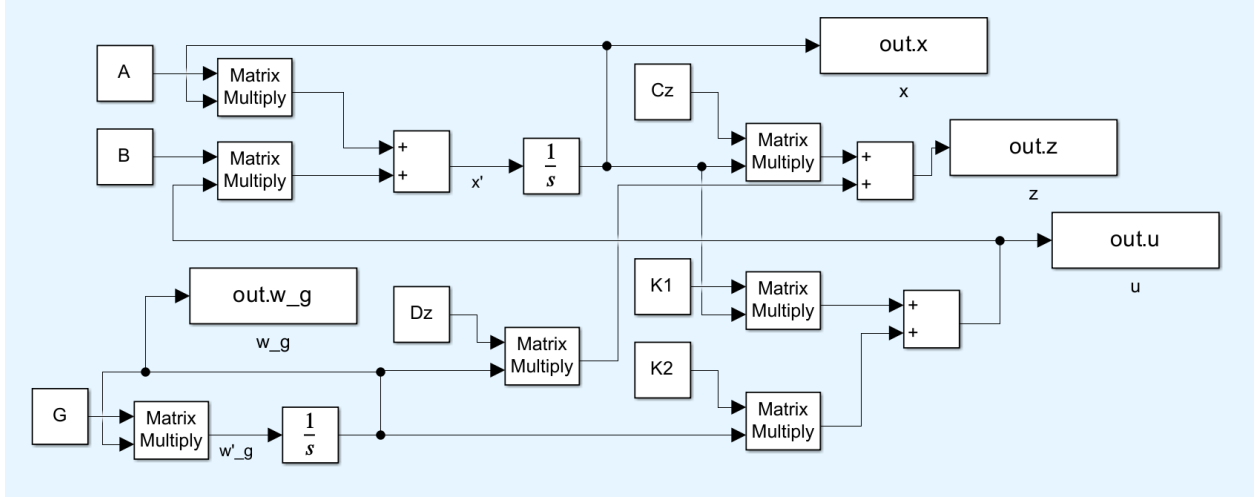 A
Matrix
Multiply
out.x
x
Cz
B
Matrix
Multiply
+
+
x'
1
s
Matrix
Multiply
+
+
out.z
z
out.u
u
out.w_g
w_g
Dz
Matrix
Multiply
K1
Matrix
Multiply
+
+
K2
Matrix
Multiply
G
Matrix
Multiply
w'_g
1
s